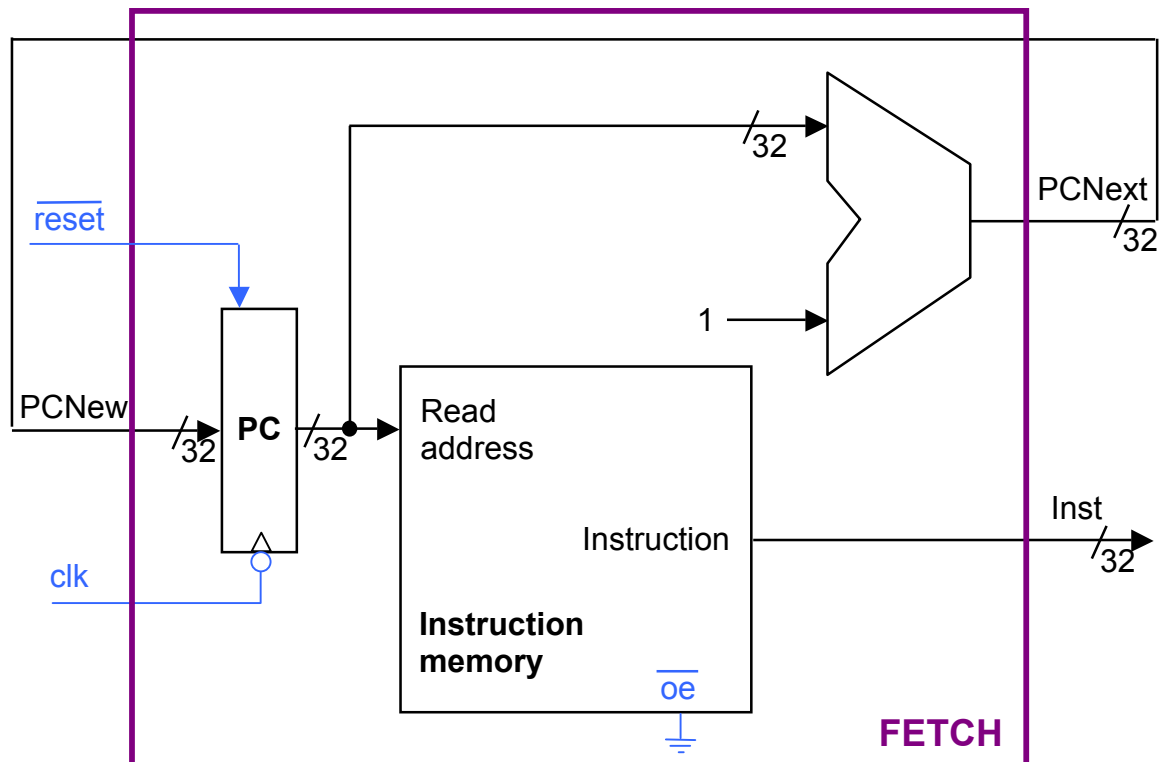 32
PCNext
32
reset
1
PCNew
32
PC
32
Read
address
Inst
32
Instruction
clk
Instruction
memory
oe
FETCH